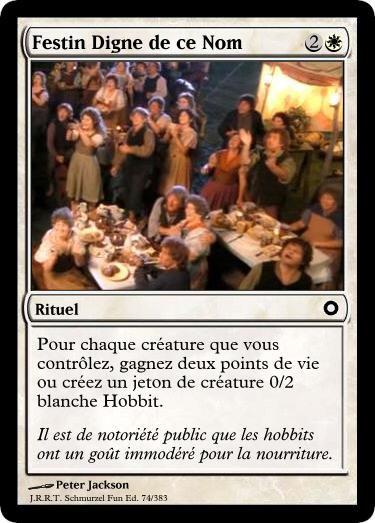 Festin Digne de ce Nom 2
Rituel
Pour chaque créature que vous
contrôlez, gagnez deux points de vie
ou créez un jeton de créature 0/2
blanche Hobbit.
Il est de notoriété public que les hobbits
ont un goût immodéré pour la nourriture.
Peter Jackson
J.R.R.T. Schmurzel Fun Ed. 74/383